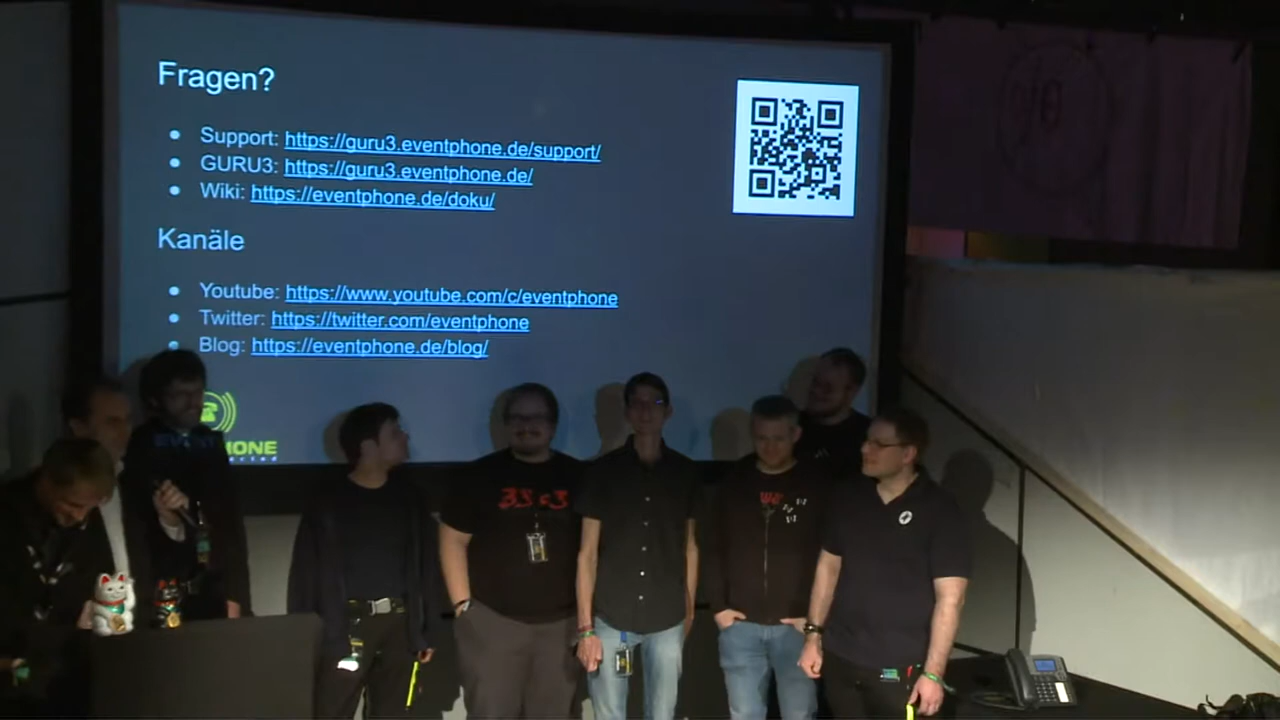 Fragen?
● Support: https://guru3.eventphone.de/support/
● GURU3: https://guru3.eventphone.de/
● Wiki: https://eventphone.de/doku/
Kanäle
● Youtube: https://www.youtube.com/c/eventphone
● Twitter: https://twitter.com/eventphone
● Blog: https://eventphone.de/blog/